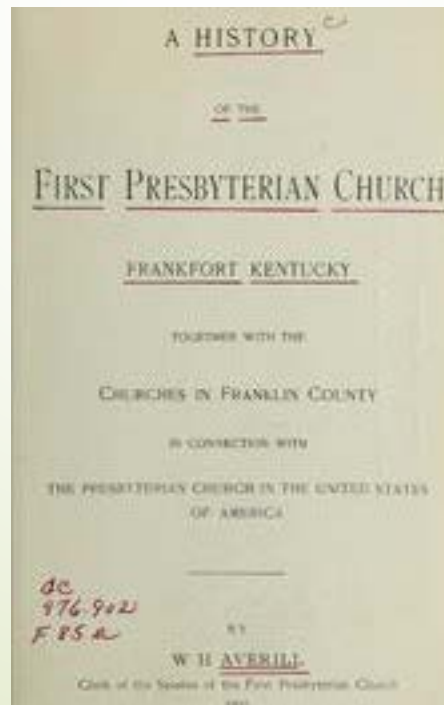 A HISTORY
OF THE
FIRST PRESBYTERIAN CHURCH
FRANKFORT KENTUCKY
TOGETHER WITH THE
CHURCHES IN FRANKLIN COUNTY
IN CONNECTION WITH
THE PRESBYTERIAN CHURCH IN THE UNITED STATES
OF AMERICA
976.902
F 85 a
BY
W H AVERILL
Clerk of the Session of the First Presbyterian Church